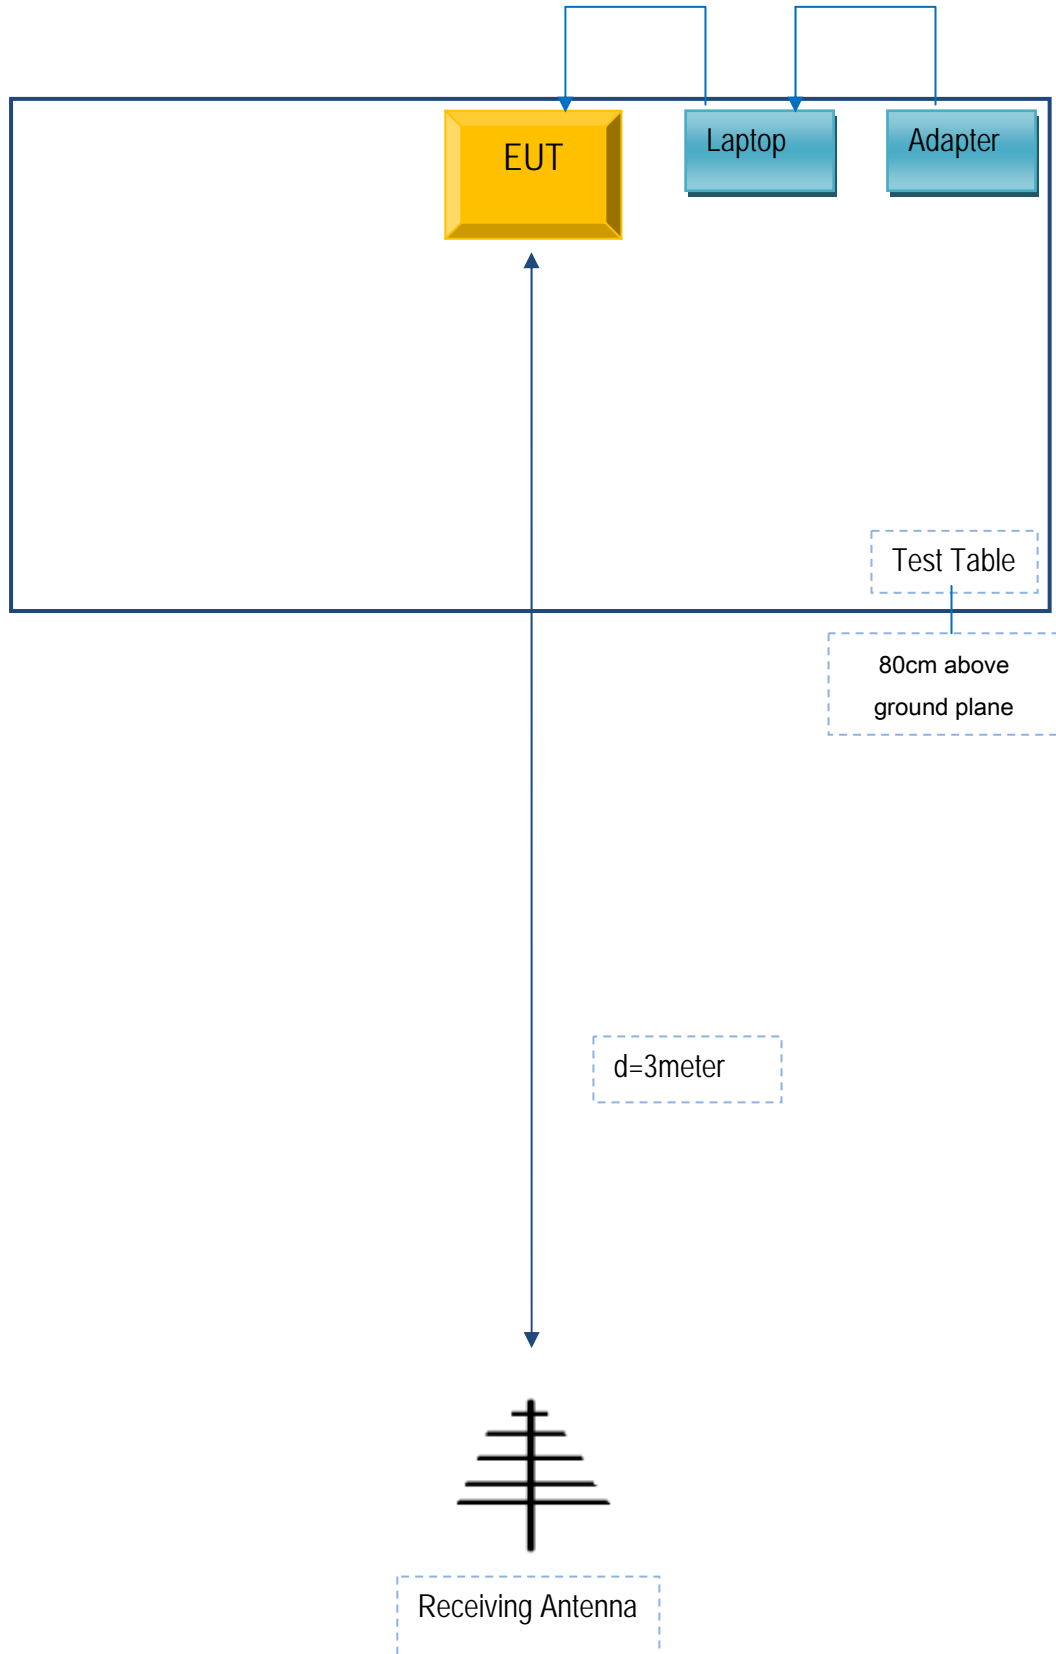 EUT
Laptop
Adapter
Test Table
80cm above
ground plane
d=3meter
Receiving Antenna